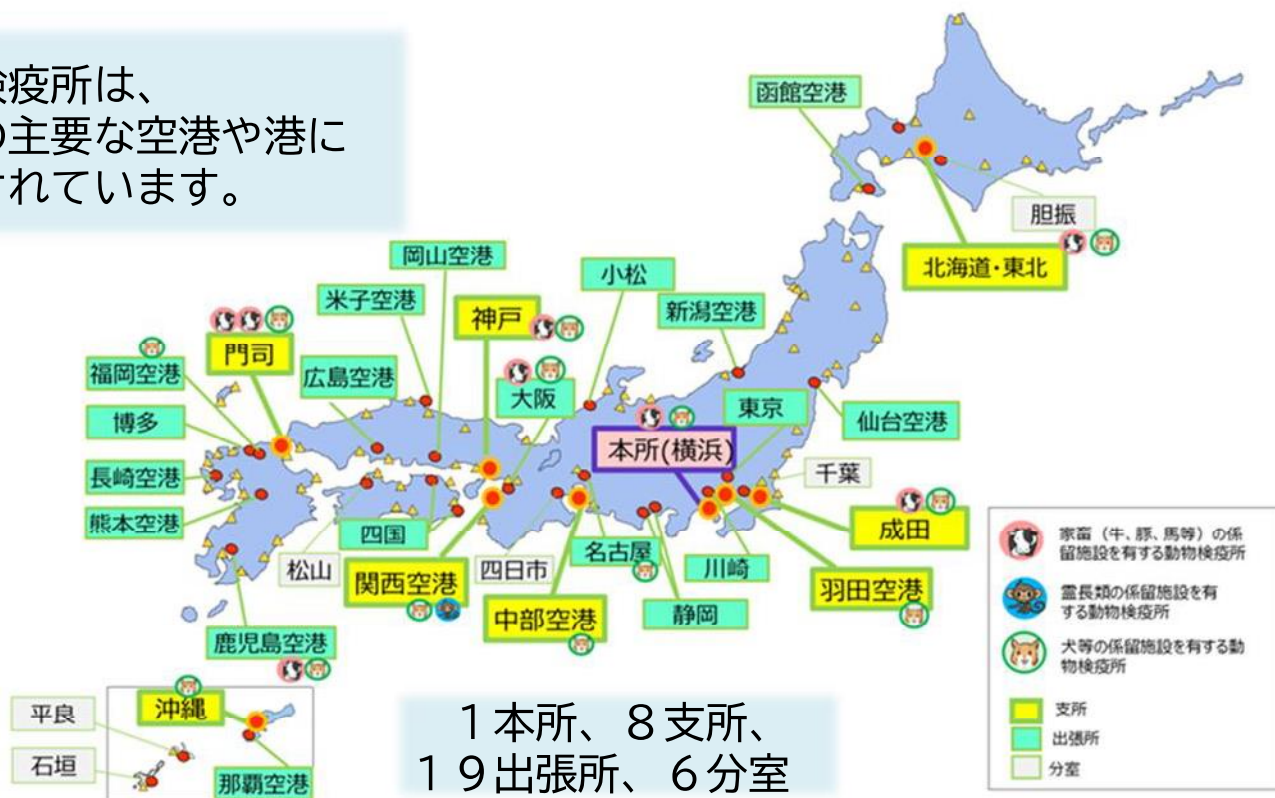 検疫所は、
の主要な空港や港に
されています。
函館空港
胆振
北海道・東北
岡山空港
小松
米子空港
神戸
新潟空港
門司
福岡空港
広島空港
大阪
東京
仙台空港
博多
本所(横浜)
千葉
長崎空港
熊本空港
成田
四国
名古屋
松山
関西空港
四日市
川崎
羽田空港
中部空港
静岡
鹿児島空港
沖縄
平良
石垣
那覇空港
家畜（牛、豚、馬等）の係
留施設を有する動物検疫所
霊長類の係留施設を有
する動物検疫所
犬等の係留施設を有する動
物検疫所
支所
出張所
分室
１本所、８支所、
１９出張所、６分室